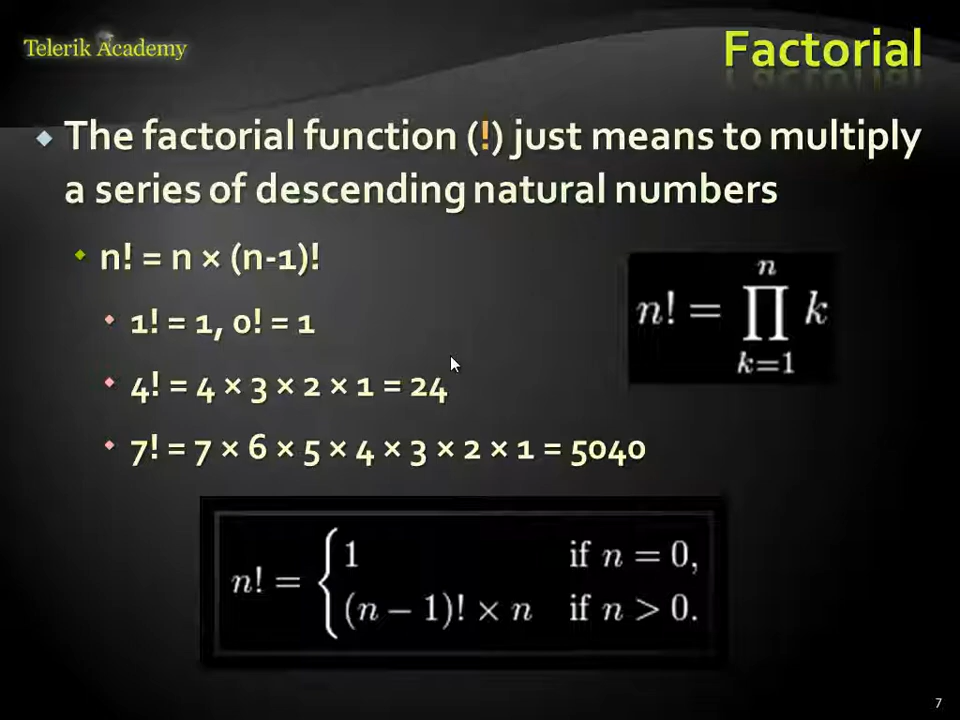 Telerik Academy
Factorial
The factorial function (!) just means to multiply
a series of descending natural numbers
n! = n × (n-1)!
1! = 1, 0! = 1
4! = 4 × 3 × 2 × 1 = 24
7! = 7 × 6 × 5 × 4 × 3 × 2 × 1 = 5040
n! = ∏ₖ₌₁ⁿ k
n! = { 1 if n = 0,
(n − 1)! × n if n > 0.
7